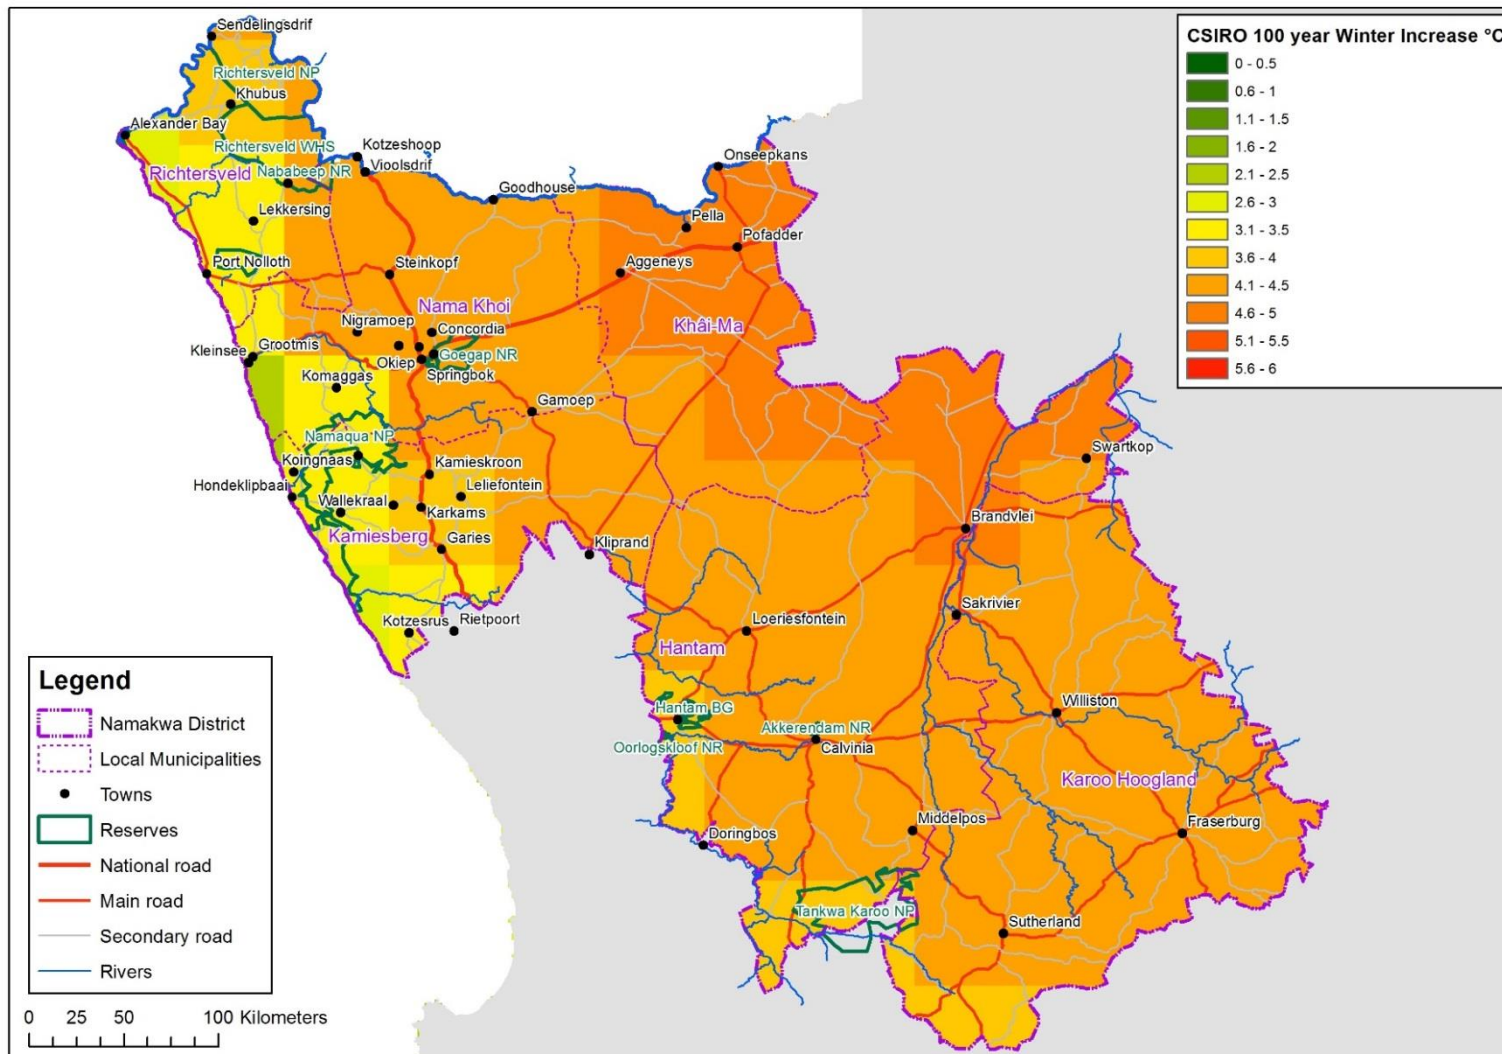 Sendelingsdrif
Richtersveld NP
Khubus
Alexander Bay
Richtersveld WHS
Kotzeshoop
Richtersveld
Nababeep NR
Vioolsdrif
Onseepkans
Goodhouse
Lekkersing
Pella
Pofadder
Port Nolloth
Steinkopf
Aggeneys
Nama Khoi
Khâi-Ma
Nigramoep
Concordia
Kleinsee
Grootmis
Okiep
Goegap NR
Komaggas
Springbok
Gamoep
Namaqua NP
Swartkop
Koingnaas
Kamieskroon
Hondeklipbaai
Wallekraal
Leliefontein
Karkams
Brandvlei
Kamiesberg
Garies
Kliprand
Sakrivier
Kotzesrus
Rietpoort
Loeriesfontein
Hantam
Hantam BG
Williston
Akkerendam NR
Oorlogskloof NR
Calvinia
Karoo Hoogland
Middelpos
Fraserburg
Doringbos
Tankwa Karoo NP
Sutherland
CSIRO 100 year Winter Increase °C
0 - 0.5
0.6 - 1
1.1 - 1.5
1.6 - 2
2.1 - 2.5
2.6 - 3
3.1 - 3.5
3.6 - 4
4.1 - 4.5
4.6 - 5
5.1 - 5.5
5.6 - 6
Legend
Namakwa District
Local Municipalities
Towns
Reserves
National road
Main road
Secondary road
Rivers
0 25 50 100 Kilometers